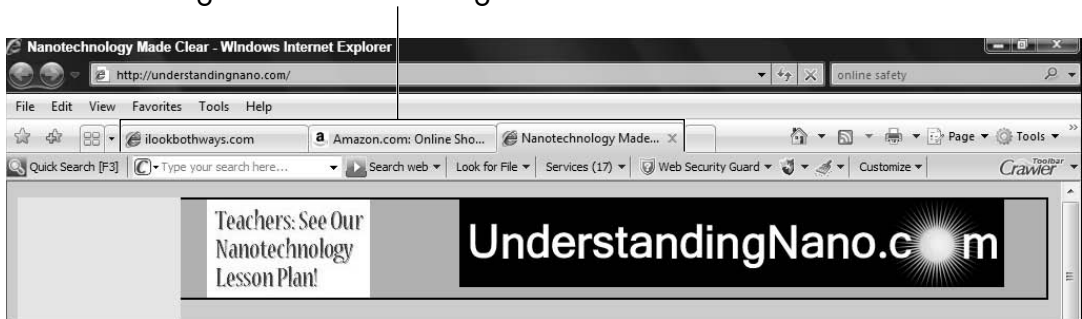 Nanotechnology Made Clear - Windows Internet Explorer
http://understandingnano.com/
online safety
File Edit View Favorites Tools Help
ilookbothways.com
a Amazon.com: Online Sho...
Nanotechnology Made...
Page
Tools
Quick Search [F3]
Type your search here...
Search web
Look for File
Services (17)
Web Security Guard
Customize
Crawler Toolbar
Teachers: See Our
Nanotechnology
Lesson Plan!
UnderstandingNano.com